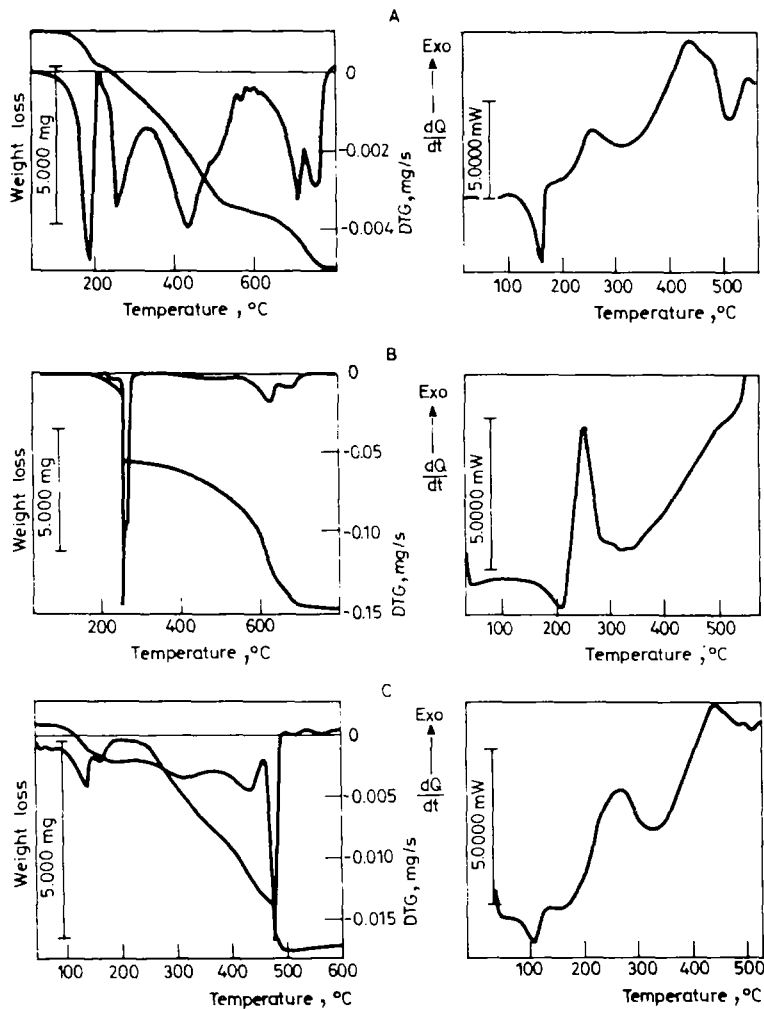 A
Weight loss
5.000 mg
0
-0.002
-0.004
DTG, mg/s
200 400 600
Temperature, °C
Exo
dQ
dt
5.0000 mW
100 200 300 400 500
Temperature, °C
B
Weight loss
5.000 mg
0
-0.05
-0.10
-0.15
DTG, mg/s
200 400 600
Temperature, °C
Exo
dQ
dt
5.0000 mW
100 200 300 400 500
Temperature, °C
C
Weight loss
5.000 mg
0
-0.005
-0.010
-0.015
DTG, mg/s
100 200 300 400 500 600
Temperature, °C
Exo
dQ
dt
5.0000 mW
100 200 300 400 500
Temperature, °C